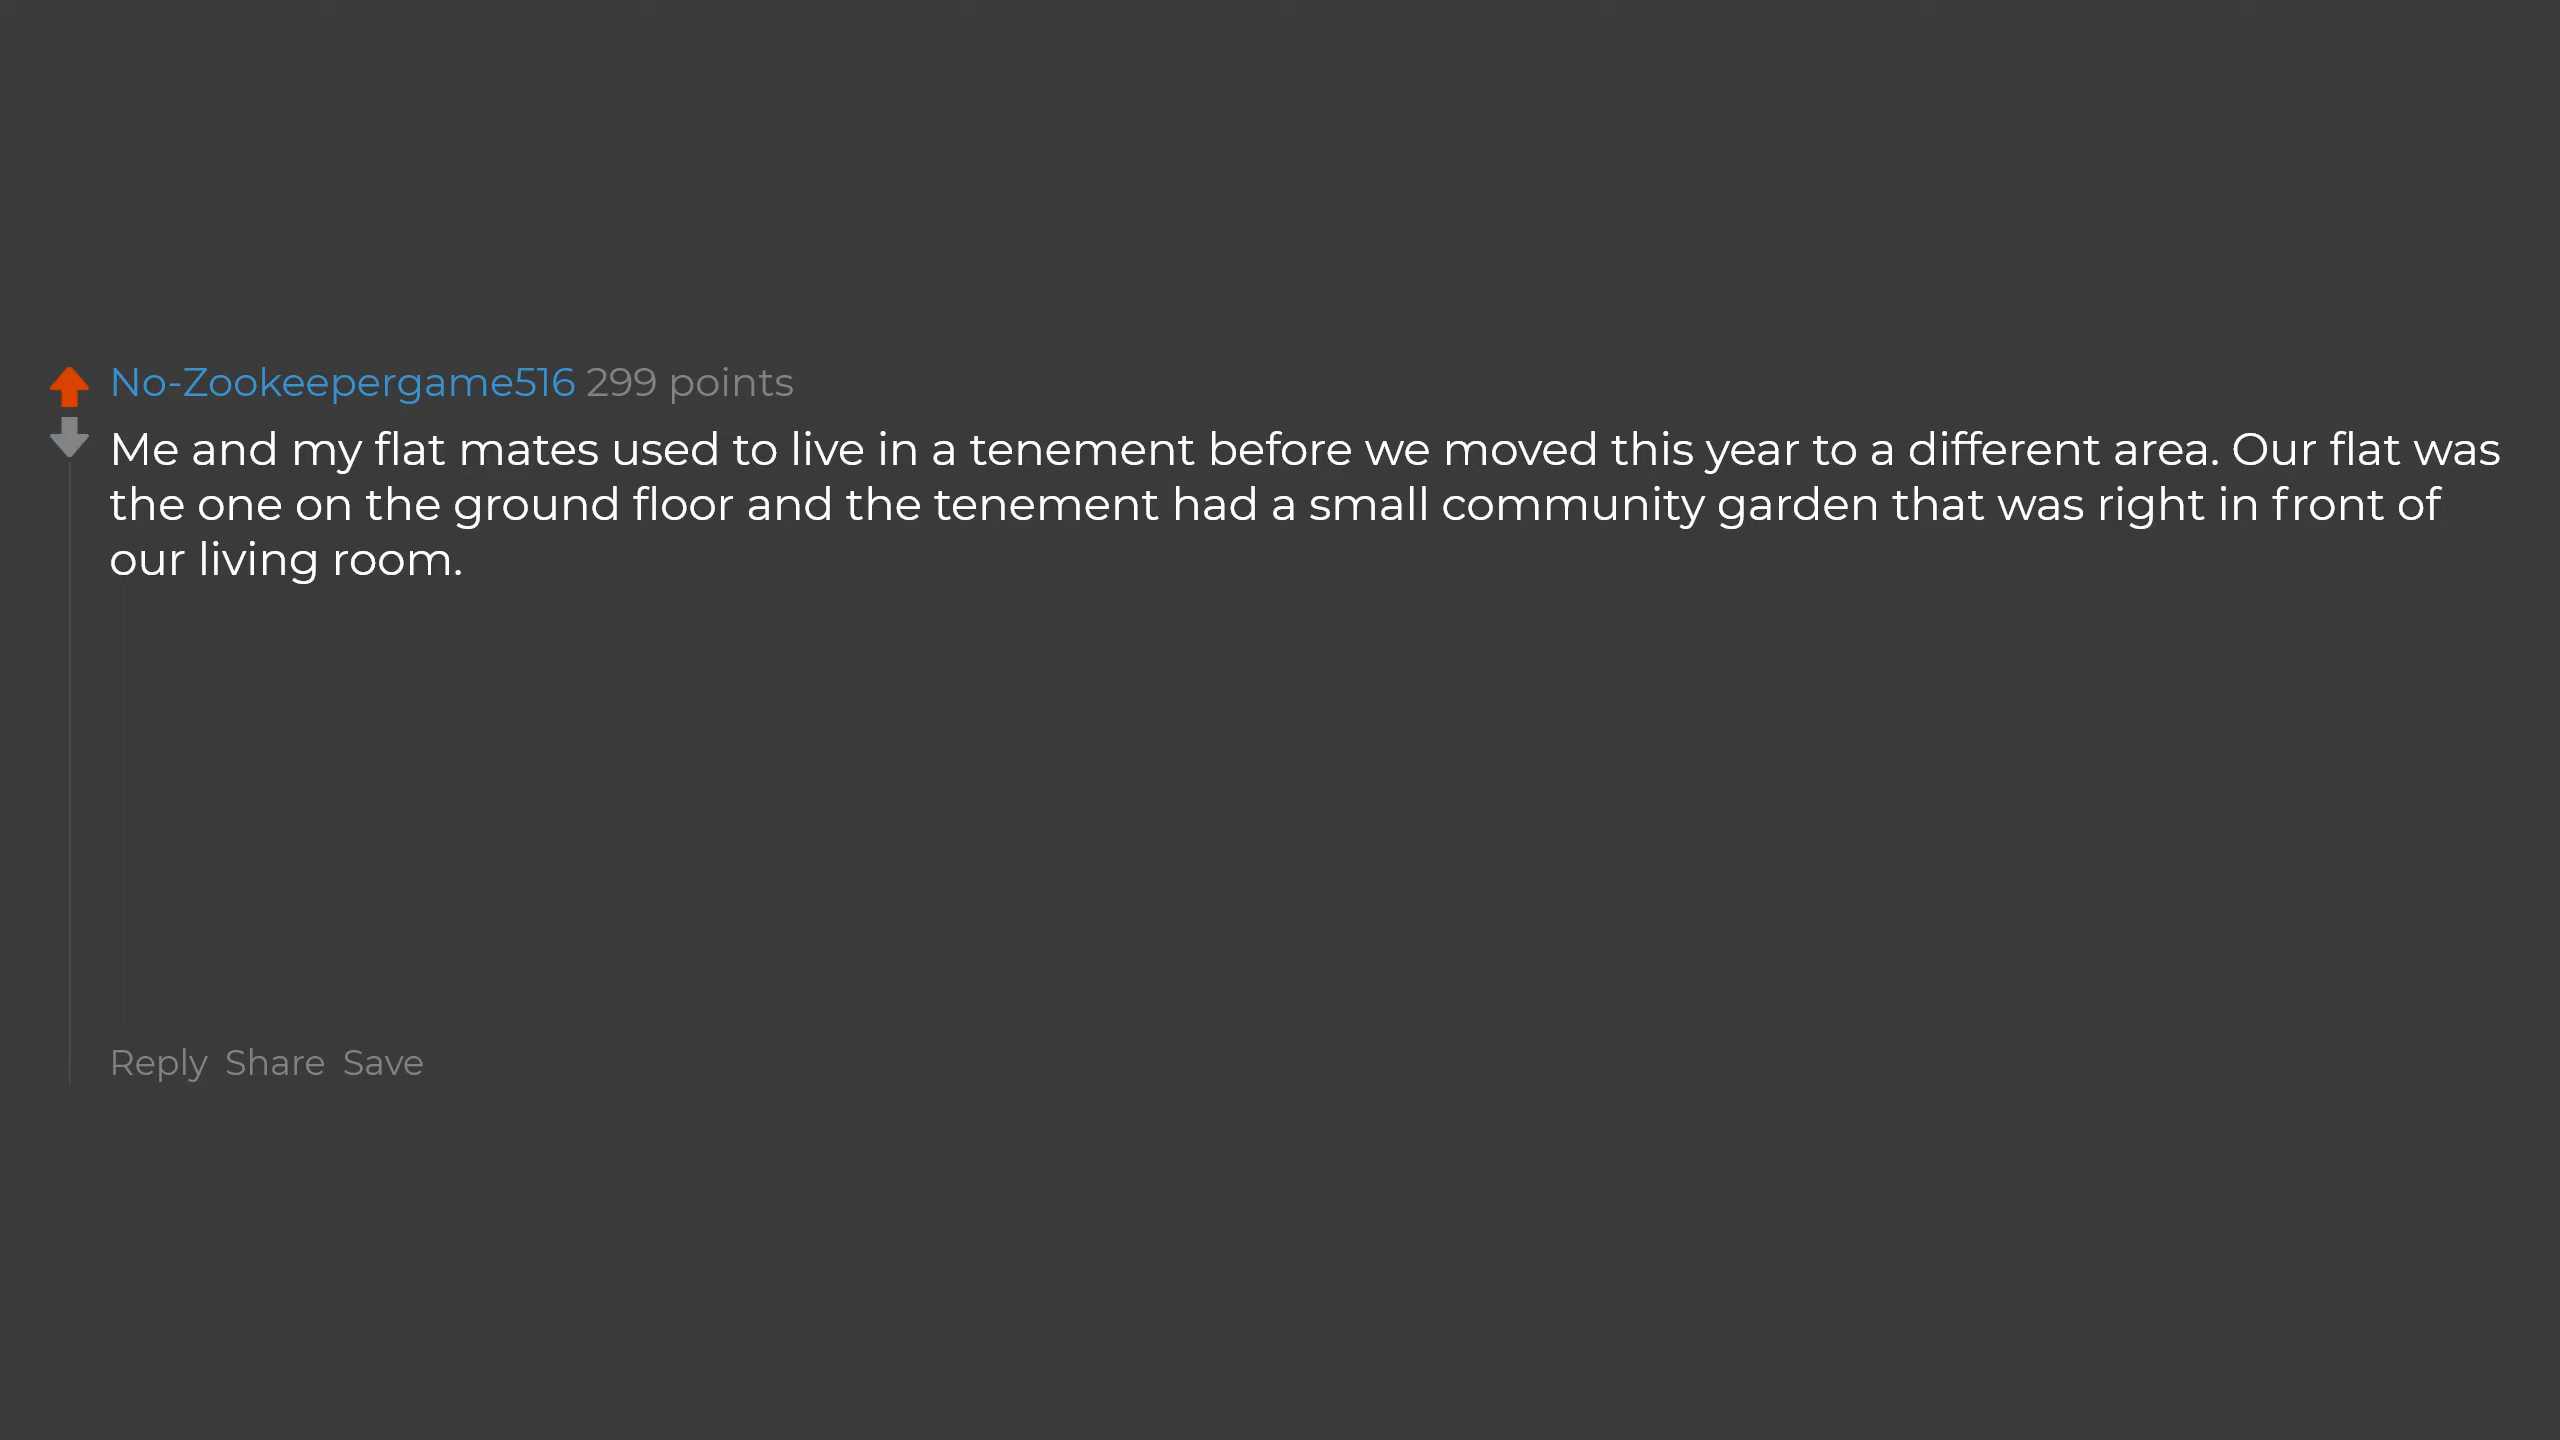 No-Zookeepergame516 299 points
Me and my flat mates used to live in a tenement before we moved this year to a different area. Our flat was
the one on the ground floor and the tenement had a small community garden that was right in front of
our living room.
Reply Share Save